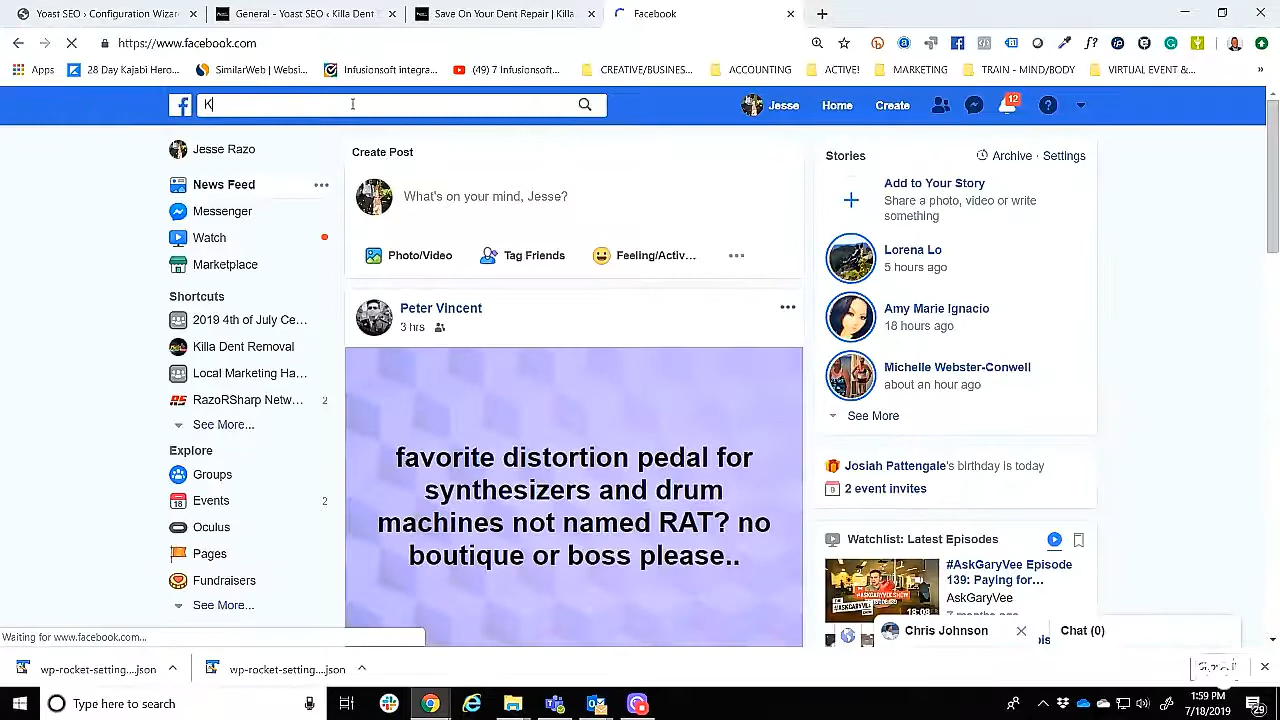 Yoast SEO - Configuration Wizard
General - Yoast SEO ‹ Killa Dent
Save On Your Dent Repair | Killa
Facebook
https://www.facebook.com
Apps
28 Day Kajabi Hero...
SimilarWeb | Websi...
Infusionsoft integra...
(49) 7 Infusionsoft...
CREATIVE/BUSINESS...
ACCOUNTING
ACTIVE!
MARKETING
TRAIN - MIND/BODY
VIRTUAL EVENT &...
K
Jesse
Home
Create
12
Jesse Razo
News Feed
Messenger
Watch
Marketplace
Shortcuts
2019 4th of July Ce...
Killa Dent Removal
Local Marketing Ha...
RazoRSharp Netw... 2
See More...
Explore
Groups
Events 2
Oculus
Pages
Fundraisers
See More...
Create Post
What's on your mind, Jesse?
Photo/Video
Tag Friends
Feeling/Activ...
Peter Vincent
3 hrs
favorite distortion pedal for
synthesizers and drum
machines not named RAT? no
boutique or boss please..
Stories
Archive · Settings
Add to Your Story
Share a photo, video or write
something
Lorena Lo
5 hours ago
Amy Marie Ignacio
18 hours ago
Michelle Webster-Conwell
about an hour ago
See More
Josiah Pattengale's birthday is today
2 event invites
Watchlist: Latest Episodes
#AskGaryVee Episode
139: Paying for...
AskGaryVee
7 months ago
18:08
Chris Johnson
Chat (0)
Waiting for www.facebook.com...
wp-rocket-setting....json
wp-rocket-setting....json
Type here to search
1:59 PM
7/18/2019